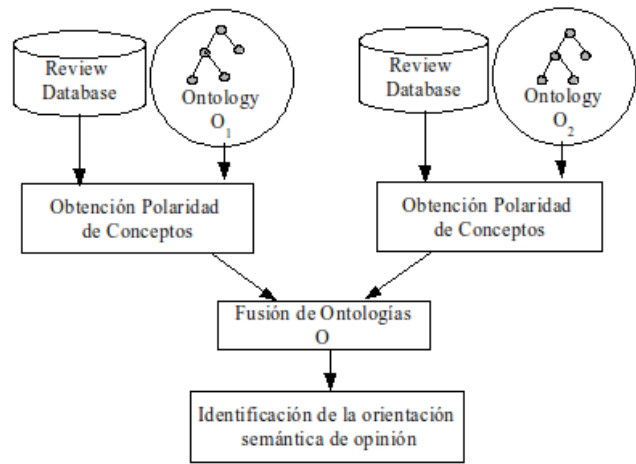 Review
Database
Ontology
O1
Review
Database
Ontology
O2
Obtención Polaridad
de Conceptos
Obtención Polaridad
de Conceptos
Fusión de Ontologías
O
Identificación de la orientación
semántica de opinión